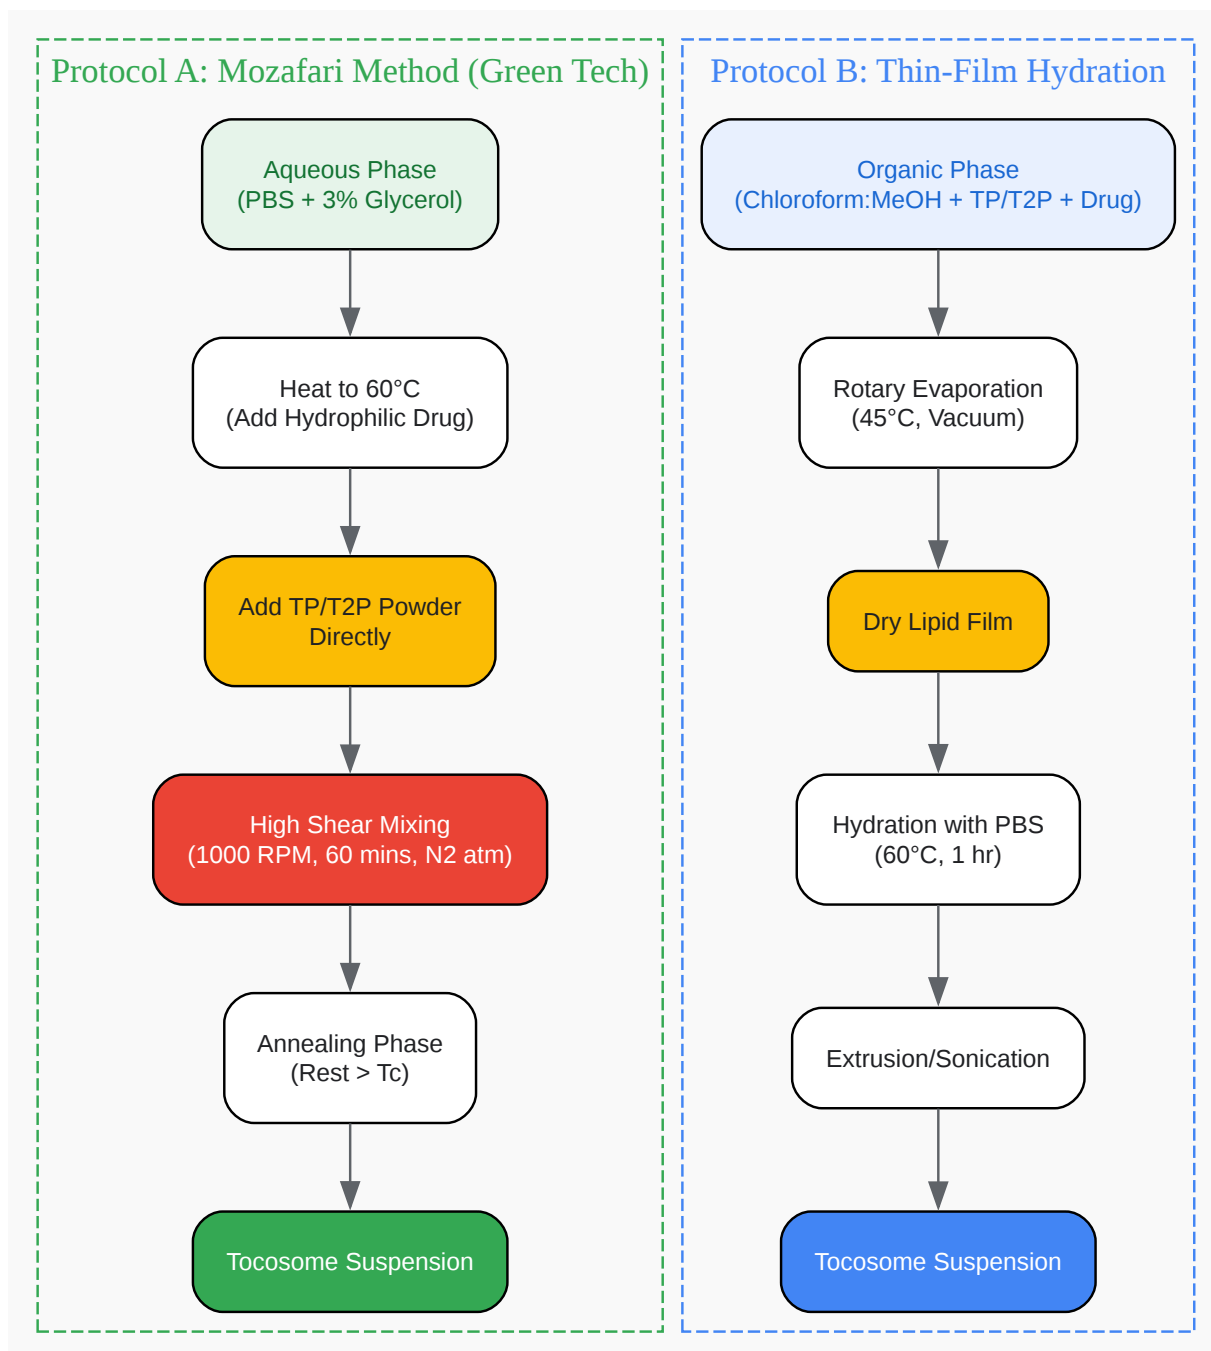 Protocol A: Mozafari Method (Green Tech)
Aqueous Phase
(PBS + 3% Glycerol)
Heat to 60°C
(Add Hydrophilic Drug)
Add TP/T2P Powder
Directly
High Shear Mixing
(1000 RPM, 60 mins, N2 atm)
Annealing Phase
(Rest > Tc)
Tocosome Suspension
Protocol B: Thin-Film Hydration
Organic Phase
(Chloroform:MeOH + TP/T2P + Drug)
Rotary Evaporation
(45°C, Vacuum)
Dry Lipid Film
Hydration with PBS
(60°C, 1 hr)
Extrusion/Sonication
Tocosome Suspension